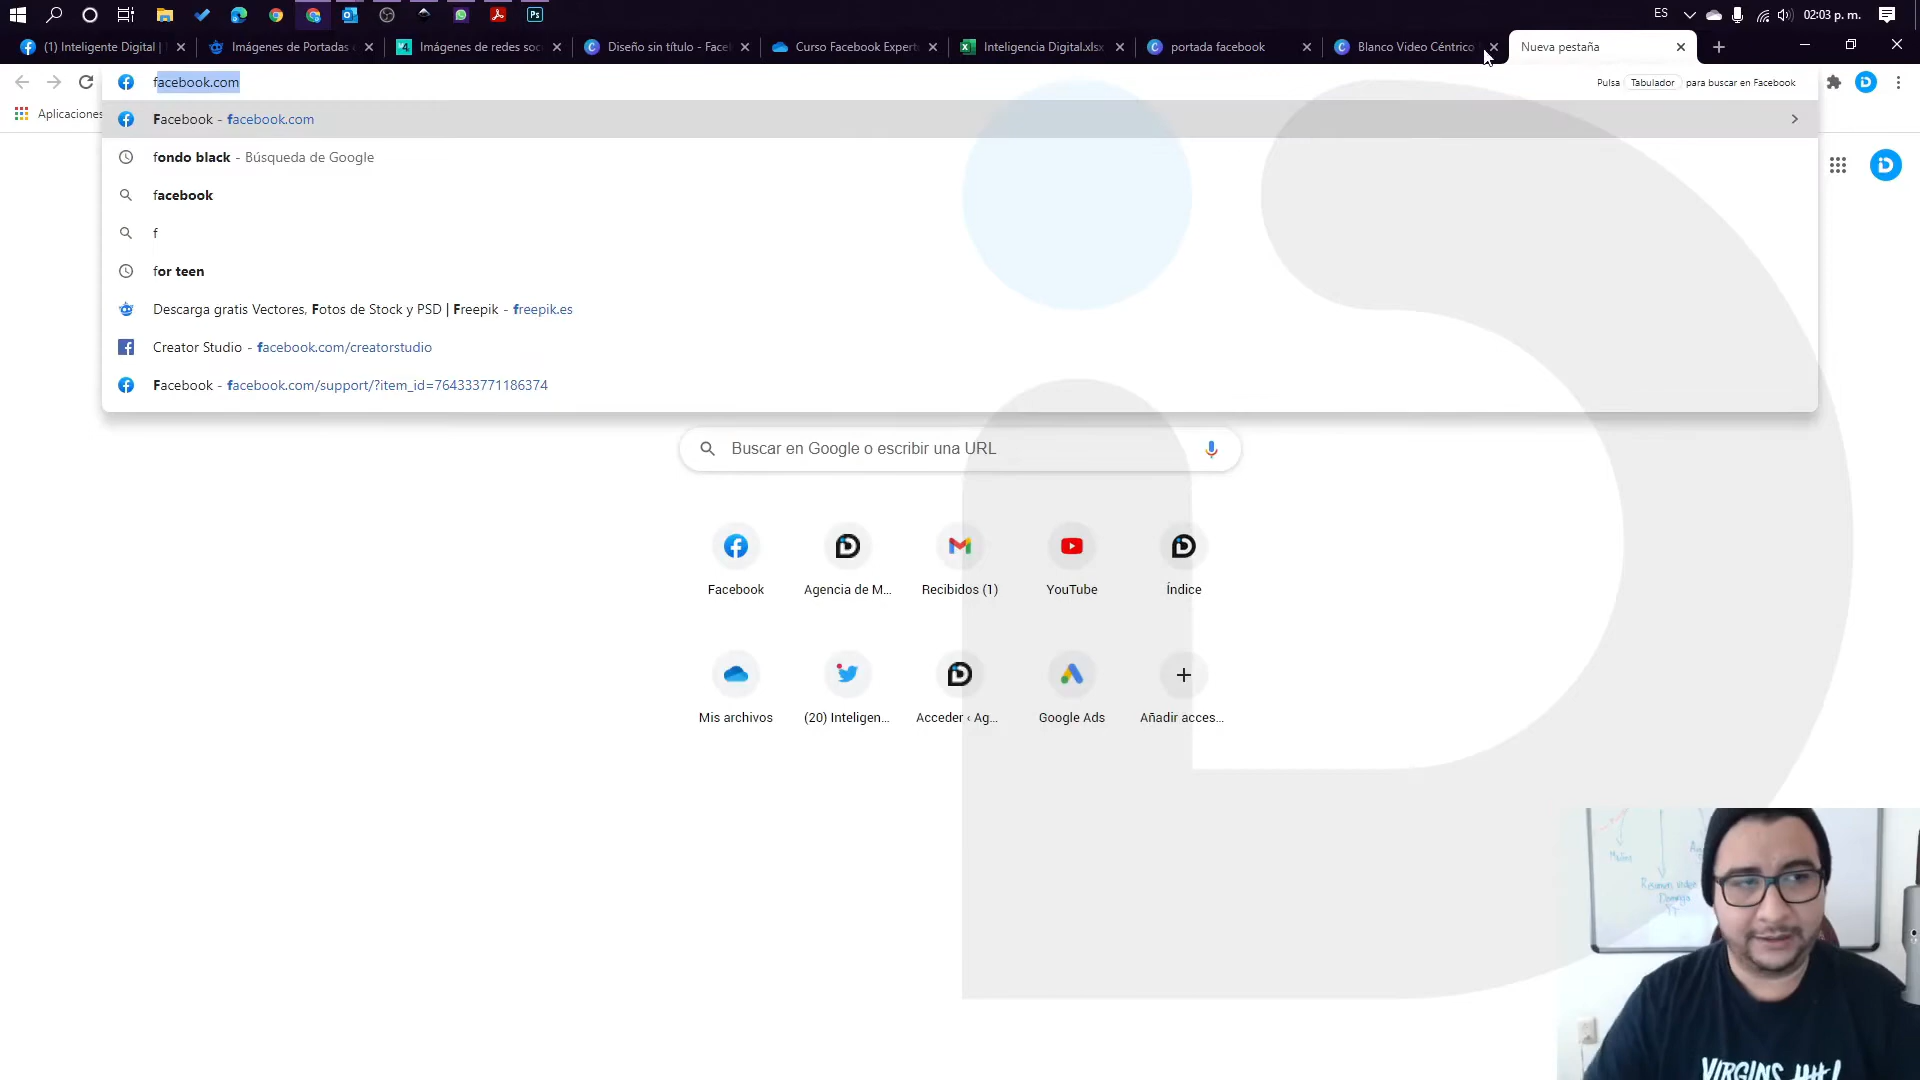 ES
02:03 p. m.
(1) Inteligente Digital |
Imágenes de Portadas
Imágenes de redes soc
Diseño sin título - Face
Curso Facebook Expert
Inteligencia Digital.xlsx
portada facebook
Blanco Video Céntrico
Nueva pestaña
facebook.com
Pulsa Tabulador para buscar en Facebook
Aplicaciones
Facebook - facebook.com
fondo black - Búsqueda de Google
facebook
f
for teen
Descarga gratis Vectores, Fotos de Stock y PSD | Freepik - freepik.es
Creator Studio - facebook.com/creatorstudio
Facebook - facebook.com/support/?item_id=764333771186374
Buscar en Google o escribir una URL
Facebook
Agencia de M...
Recibidos (1)
YouTube
Índice
Mis archivos
(20) Inteligen...
Acceder ‹ Ag...
Google Ads
Añadir acces...
Resumen
VIRGINS